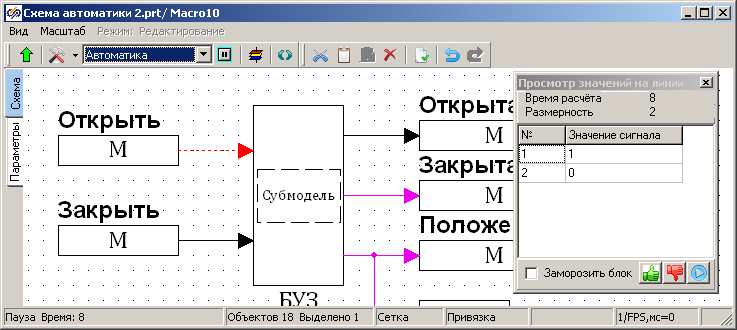 Схема автоматики 2.prt/ Macro10
Вид Масштаб Режим: Редактирование
Автоматика
Схема
Параметры
Открыть
М
Закрыть
М
Субмодель
БУЗ
Открыта
М
Закрыта
М
Положе
М
Просмотр значений на линии
Время расчёта 8
Размерность 2
№ Значение сигнала
1 1
2 0
Заморозить блок
Пауза Время: 8 Объектов 18 Выделено 1 Сетка Привязка 1/FPS,мс=0